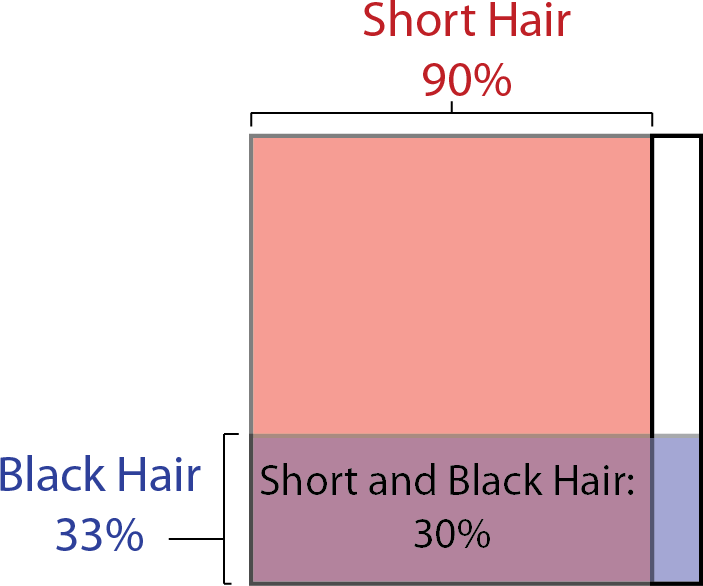 Short Hair
90%
Black Hair
33%
Short and Black Hair:
30%